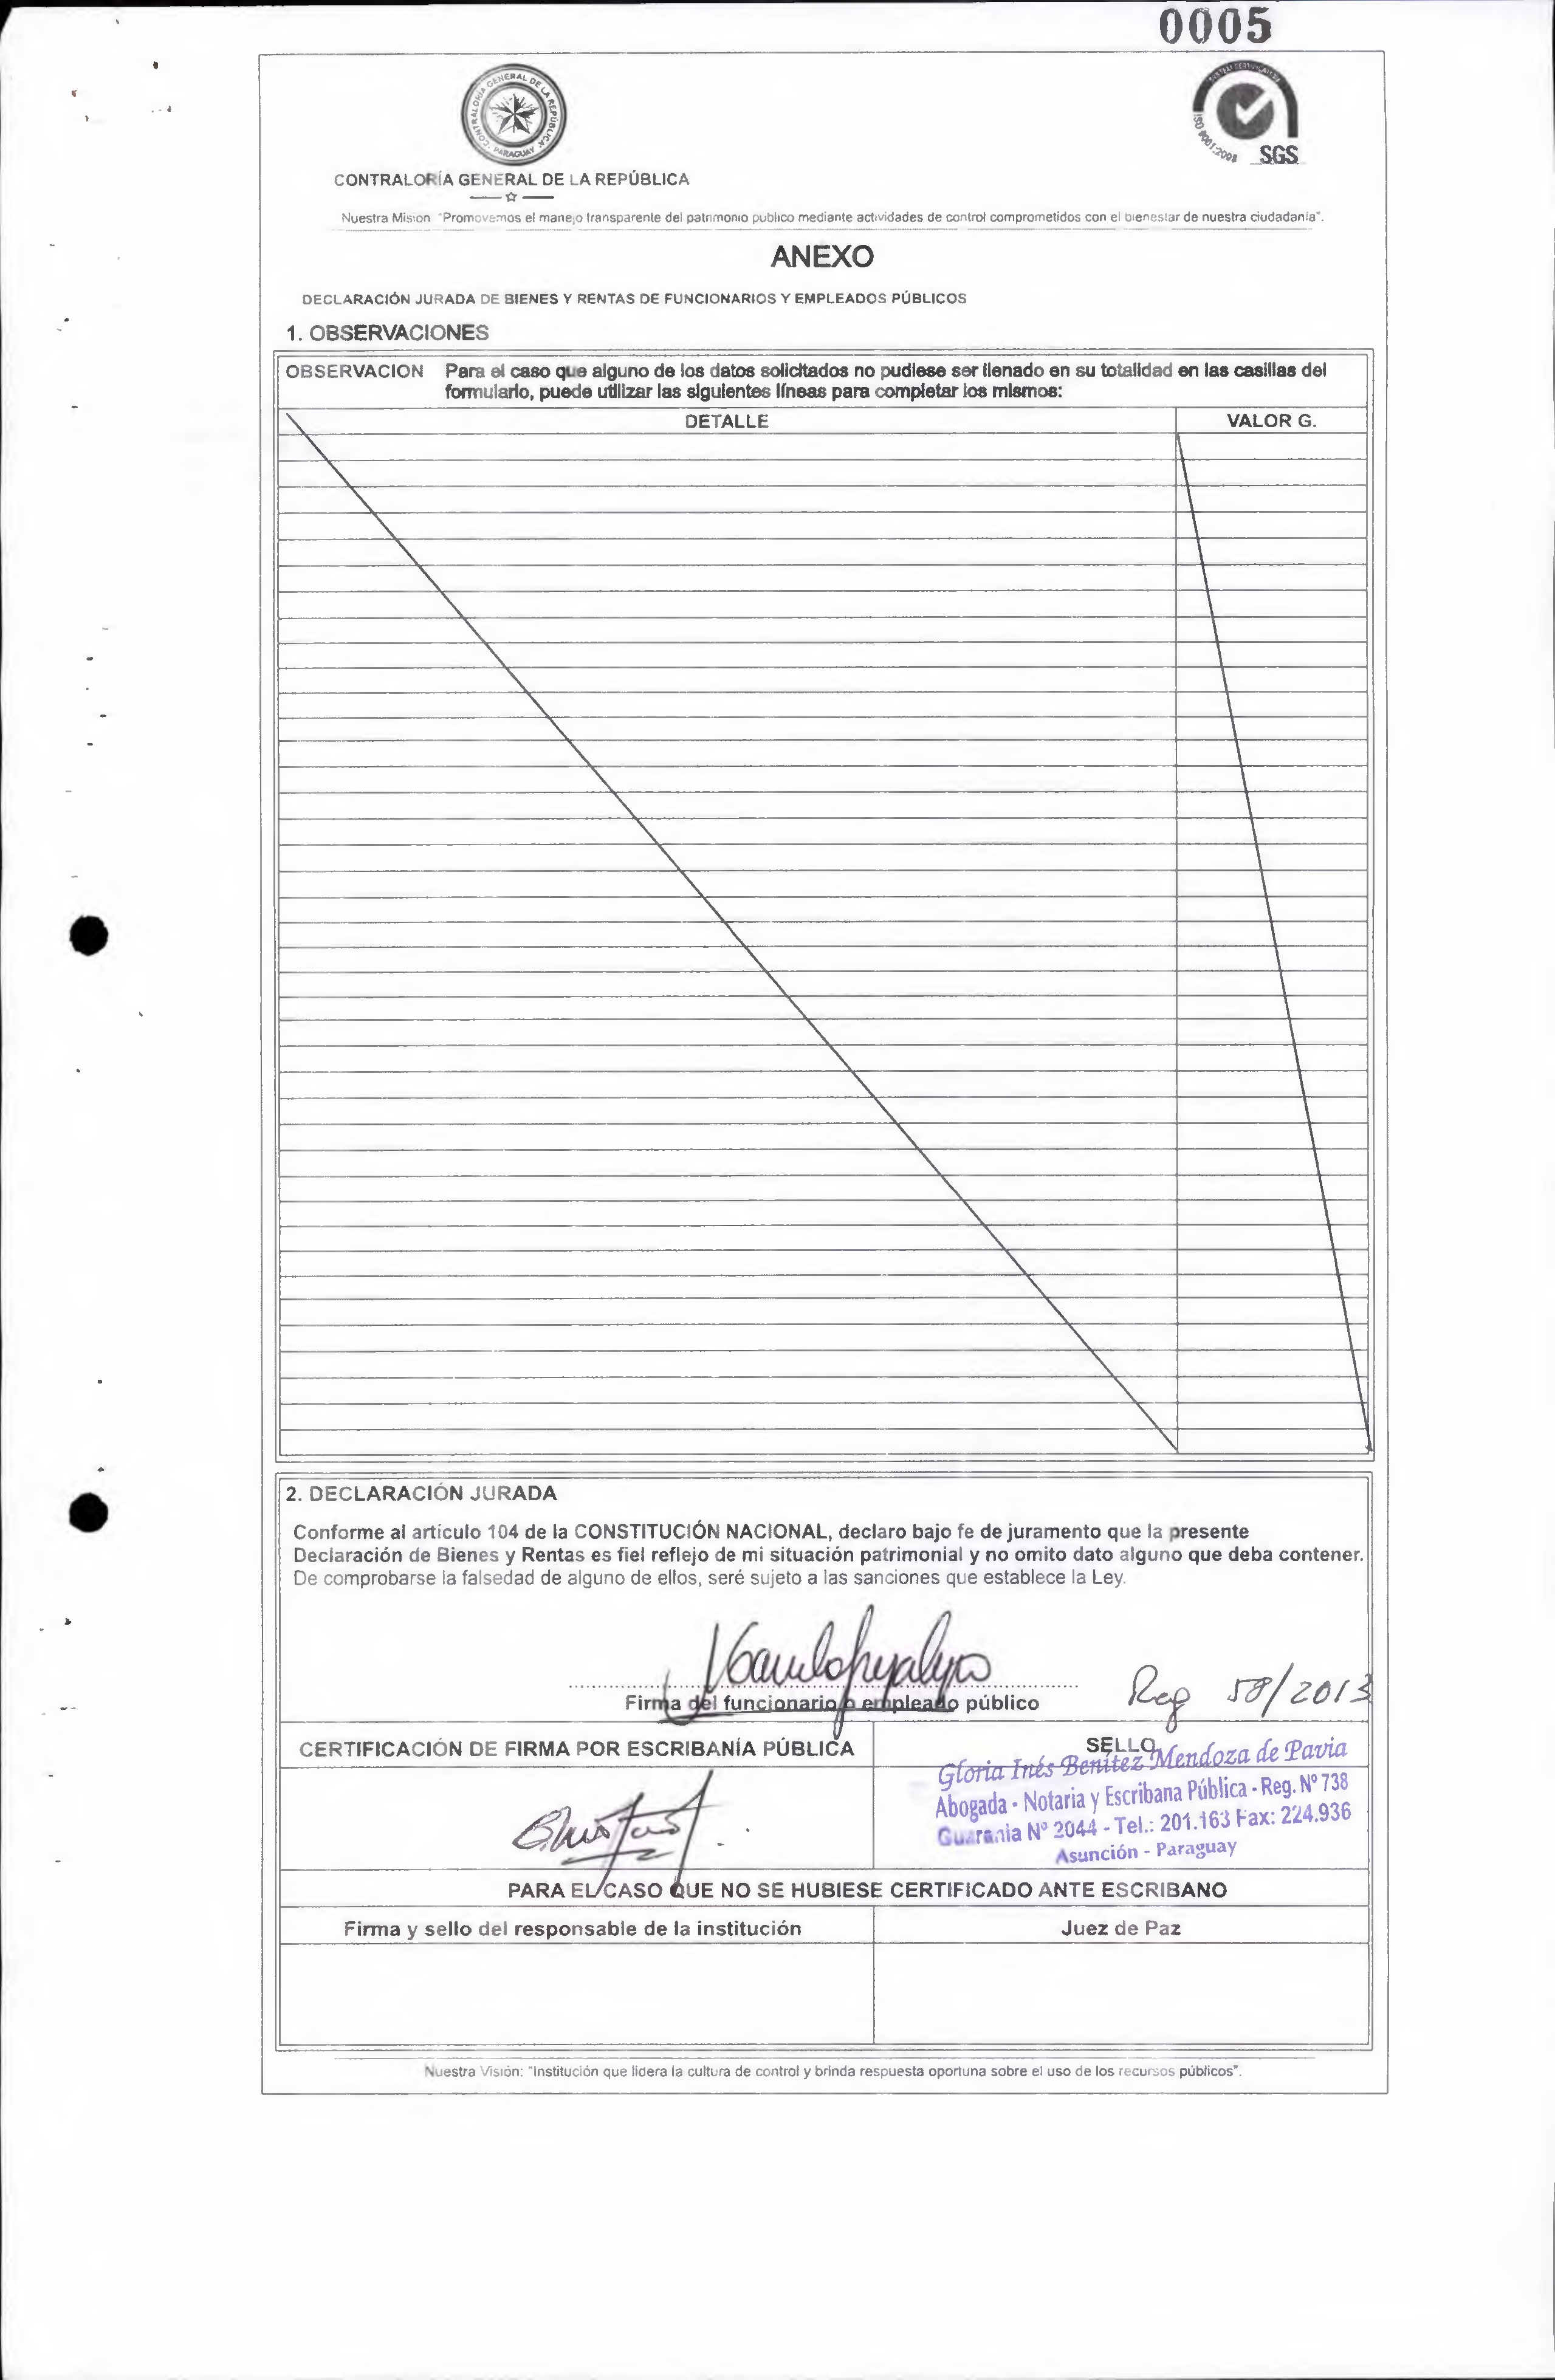 0005
CONTRALORÍA GENERAL DE LA REPÚBLICA · PARAGUAY ·
SYSTEM CERTIFICATION
ISO 9001:2008
SGS
CONTRALORÍA GENERAL DE LA REPÚBLICA
Nuestra Mision "Promovemos el manejo transparente del patrimonio publico mediante actividades de control comprometidos con el bienestar de nuestra ciudadanía".
ANEXO
DECLARACIÓN JURADA DE BIENES Y RENTAS DE FUNCIONARIOS Y EMPLEADOS PÚBLICOS
1. OBSERVACIONES
OBSERVACION Para el caso que alguno de los datos solicitados no pudiese ser llenado en su totalidad en las casillas del
formulario, puede utilizar las siguientes líneas para completar los mismos:
DETALLE VALOR G.
2. DECLARACIÓN JURADA
Conforme al artículo 104 de la CONSTITUCIÓN NACIONAL, declaro bajo fe de juramento que la presente
Declaración de Bienes y Rentas es fiel reflejo de mi situación patrimonial y no omito dato alguno que deba contener.
De comprobarse la falsedad de alguno de ellos, seré sujeto a las sanciones que establece la Ley.
Firma del funcionario o empleado público
Reg 58/2013
CERTIFICACIÓN DE FIRMA POR ESCRIBANÍA PÚBLICA
SELLO
Gloria Inés Benítez Mendoza de Pavia
Abogada - Notaria y Escribana Pública - Reg. Nº 738
Guarania Nº 2044 - Tel.: 201.163 Fax: 224.936
Asunción - Paraguay
PARA EL CASO QUE NO SE HUBIESE CERTIFICADO ANTE ESCRIBANO
Firma y sello del responsable de la institución Juez de Paz
Nuestra Visión: "Institución que lidera la cultura de control y brinda respuesta oportuna sobre el uso de los recursos públicos".